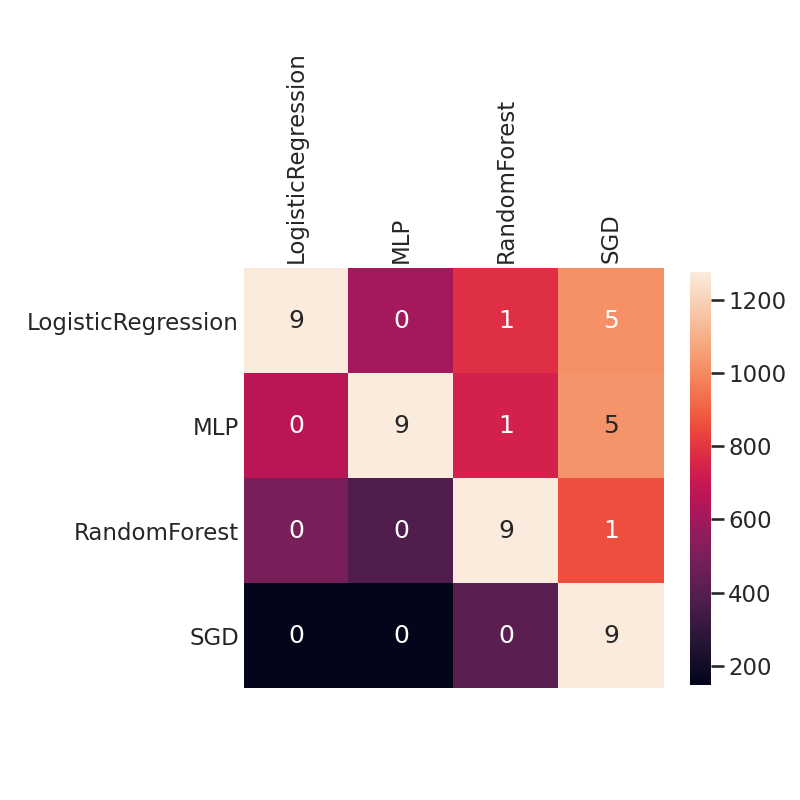 LogisticRegression MLP RandomForest SGD
LogisticRegression 9 0 1 5
MLP 0 9 1 5
RandomForest 0 0 9 1
SGD 0 0 0 9
1200
1000
800
600
400
200